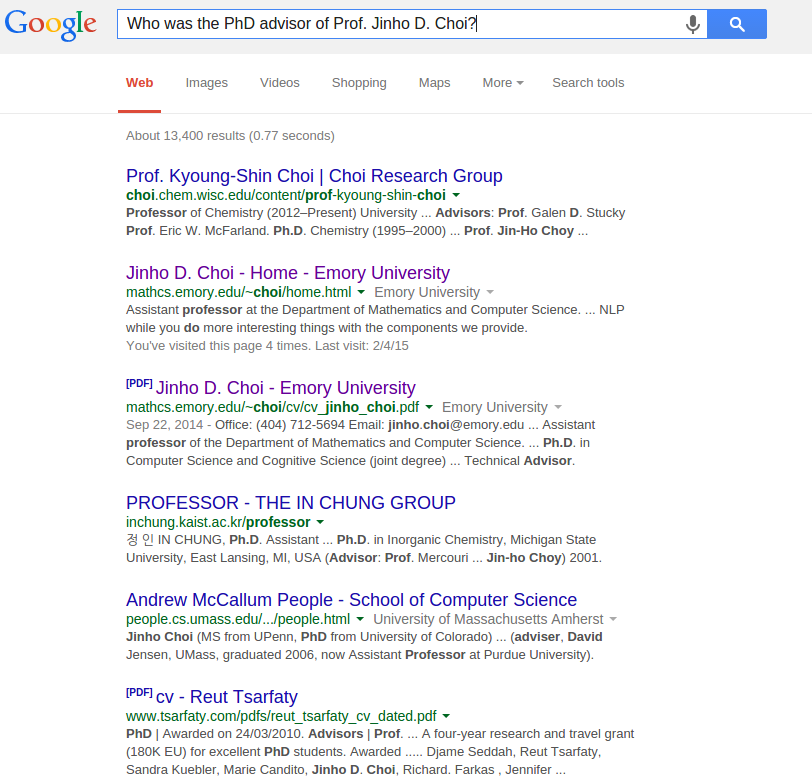 Google
Who was the PhD advisor of Prof. Jinho D. Choi?
Web Images Videos Shopping Maps More Search tools
About 13,400 results (0.77 seconds)
Prof. Kyoung-Shin Choi | Choi Research Group
choi.chem.wisc.edu/content/prof-kyoung-shin-choi
Professor of Chemistry (2012–Present) University ... Advisors: Prof. Galen D. Stucky
Prof. Eric W. McFarland. Ph.D. Chemistry (1995–2000) ... Prof. Jin-Ho Choy ...
Jinho D. Choi - Home - Emory University
mathcs.emory.edu/~choi/home.html Emory University
Assistant professor at the Department of Mathematics and Computer Science. ... NLP
while you do more interesting things with the components we provide.
You've visited this page 4 times. Last visit: 2/4/15
[PDF] Jinho D. Choi - Emory University
mathcs.emory.edu/~choi/cv/cv_jinho_choi.pdf Emory University
Sep 22, 2014 - Office: (404) 712-5694 Email: jinho.choi@emory.edu ... Assistant
professor of the Department of Mathematics and Computer Science. ... Ph.D. in
Computer Science and Cognitive Science (joint degree) ... Technical Advisor.
PROFESSOR - THE IN CHUNG GROUP
inchung.kaist.ac.kr/professor
정 인 IN CHUNG, Ph.D. Assistant ... Ph.D. in Inorganic Chemistry, Michigan State
University, East Lansing, MI, USA (Advisor: Prof. Mercouri ... Jin-ho Choy) 2001.
Andrew McCallum People - School of Computer Science
people.cs.umass.edu/.../people.html University of Massachusetts Amherst
Jinho Choi (MS from UPenn, PhD from University of Colorado) ... (adviser, David
Jensen, UMass, graduated 2006, now Assistant Professor at Purdue University).
[PDF] cv - Reut Tsarfaty
www.tsarfaty.com/pdfs/reut_tsarfaty_cv_dated.pdf
PhD | Awarded on 24/03/2010. Advisors | Prof. ... A four-year research and travel grant
(180K EU) for excellent PhD students. Awarded ..... Djame Seddah, Reut Tsarfaty,
Sandra Kuebler, Marie Candito, Jinho D. Choi, Richard. Farkas , Jennifer ...